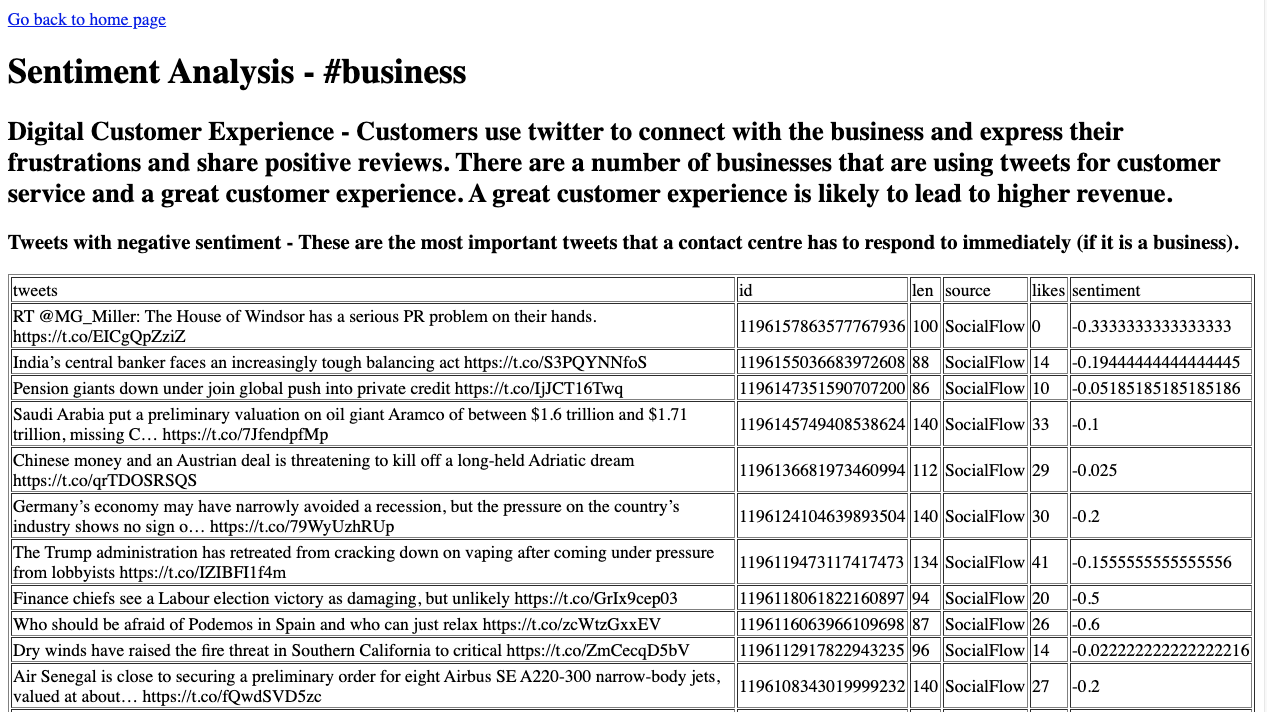 Go back to home page
Sentiment Analysis - #business
Digital Customer Experience - Customers use twitter to connect with the business and express their
frustrations and share positive reviews. There are a number of businesses that are using tweets for customer
service and a great customer experience. A great customer experience is likely to lead to higher revenue.
Tweets with negative sentiment - These are the most important tweets that a contact centre has to respond to immediately (if it is a business).
tweets id len source likes sentiment
RT @MG_Miller: The House of Windsor has a serious PR problem on their hands.
https://t.co/EICgQpZziZ 1196157863577767936 100 SocialFlow 0 -0.3333333333333333
India’s central banker faces an increasingly tough balancing act https://t.co/S3PQYNNfoS 1196155036683972608 88 SocialFlow 14 -0.19444444444444445
Pension giants down under join global push into private credit https://t.co/IjJCT16Twq 1196147351590707200 86 SocialFlow 10 -0.05185185185185186
Saudi Arabia put a preliminary valuation on oil giant Aramco of between $1.6 trillion and $1.71
trillion, missing C… https://t.co/7JfendpfMp 1196145749408538624 140 SocialFlow 33 -0.1
Chinese money and an Austrian deal is threatening to kill off a long-held Adriatic dream
https://t.co/qrTDOSRSQS 1196136681973460994 112 SocialFlow 29 -0.025
Germany’s economy may have narrowly avoided a recession, but the pressure on the country’s
industry shows no sign o… https://t.co/79WyUzhRUp 1196124104639893504 140 SocialFlow 30 -0.2
The Trump administration has retreated from cracking down on vaping after coming under pressure
from lobbyists https://t.co/IZIBFI1f4m 1196119473117417473 134 SocialFlow 41 -0.1555555555555556
Finance chiefs see a Labour election victory as damaging, but unlikely https://t.co/GrIx9cep03 1196118061822160897 94 SocialFlow 20 -0.5
Who should be afraid of Podemos in Spain and who can just relax https://t.co/zcWtzGxxEV 1196116063966109698 87 SocialFlow 26 -0.6
Dry winds have raised the fire threat in Southern California to critical https://t.co/ZmCecqD5bV 1196112917822943235 96 SocialFlow 14 -0.022222222222222216
Air Senegal is close to securing a preliminary order for eight Airbus SE A220-300 narrow-body jets,
valued at about… https://t.co/fQwdSVD5zc 1196108343019999232 140 SocialFlow 27 -0.2